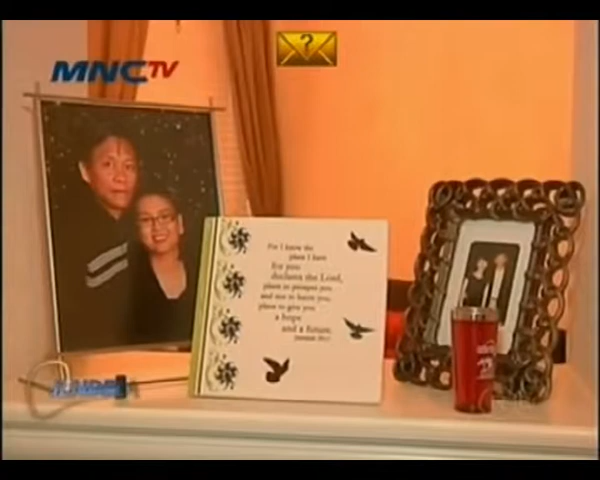 MNCTV
?
For I know the
plans I have
for you
declares the Lord,
plans to prosper you
and not to harm you,
plans to give you
a hope
and a future.